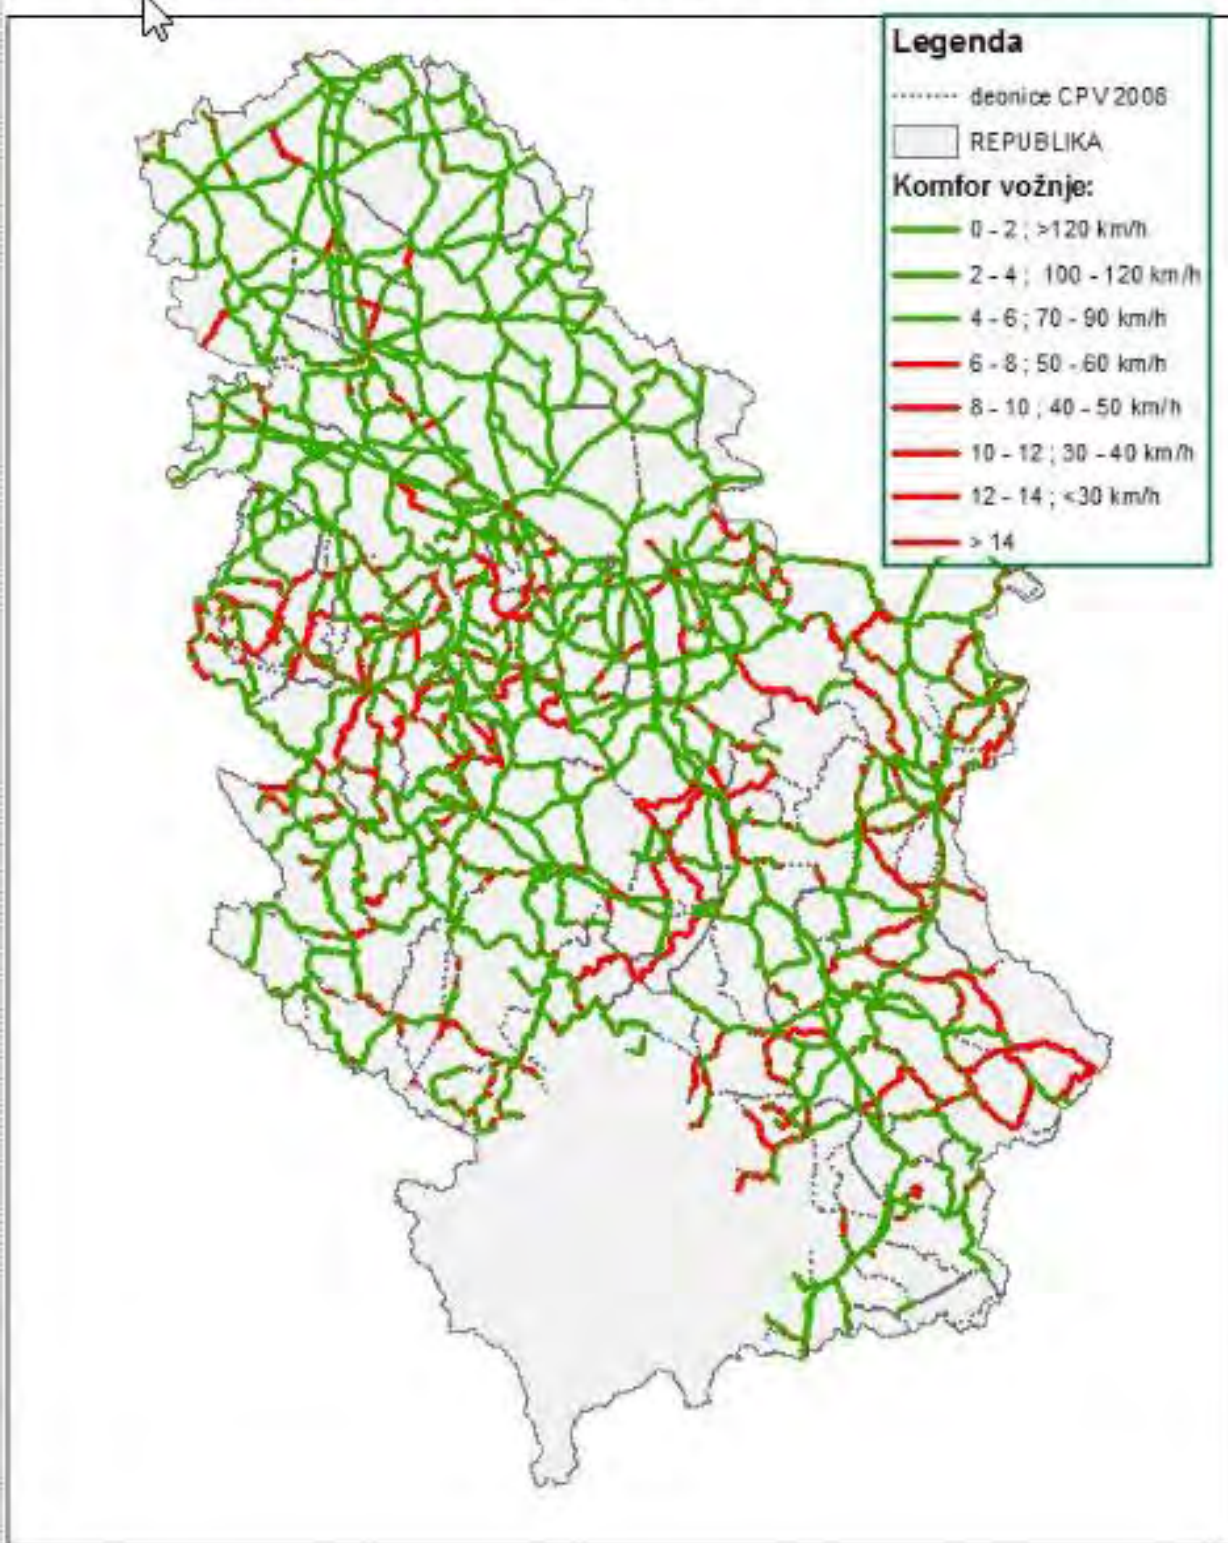 Legenda
deonice CPV 2008
REPUBLIKA
Komfor vožnje:
0 - 2 ; >120 km/h
2 - 4 ; 100 - 120 km/h
4 - 6 ; 70 - 90 km/h
6 - 8 ; 50 - 60 km/h
8 - 10 ; 40 - 50 km/h
10 - 12 ; 30 - 40 km/h
12 - 14 ; <30 km/h
> 14